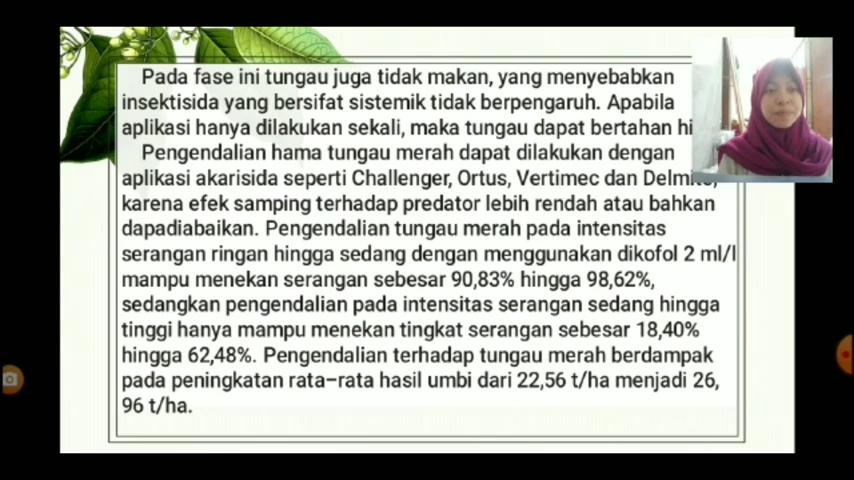 Pada fase ini tungau juga tidak makan, yang menyebabkan
insektisida yang bersifat sistemik tidak berpengaruh. Apabila
aplikasi hanya dilakukan sekali, maka tungau dapat bertahan hi
Pengendalian hama tungau merah dapat dilakukan dengan
aplikasi akarisida seperti Challenger, Ortus, Vertimec dan
karena efek samping terhadap predator lebih rendah atau bahkan
dapadiabaikan. Pengendalian tungau merah pada intensitas
serangan ringan hingga sedang dengan menggunakan dikofol 2 ml/l
mampu menekan serangan sebesar 90,83% hingga 98,62%,
sedangkan pengendalian pada intensitas serangan sedang hingga
tinggi hanya mampu menekan tingkat serangan sebesar 18,40%
hingga 62,48%. Pengendalian terhadap tungau merah berdampak
pada peningkatan rata–rata hasil umbi dari 22,56 t/ha menjadi 26,
96 t/ha.